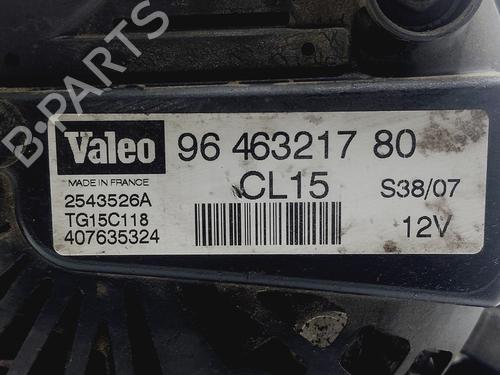 B-PARTS
Valeo
MADE IN FRANCE
96 463217 80
CL15
S38/07
2543526A
TG15C118
407635324
12V